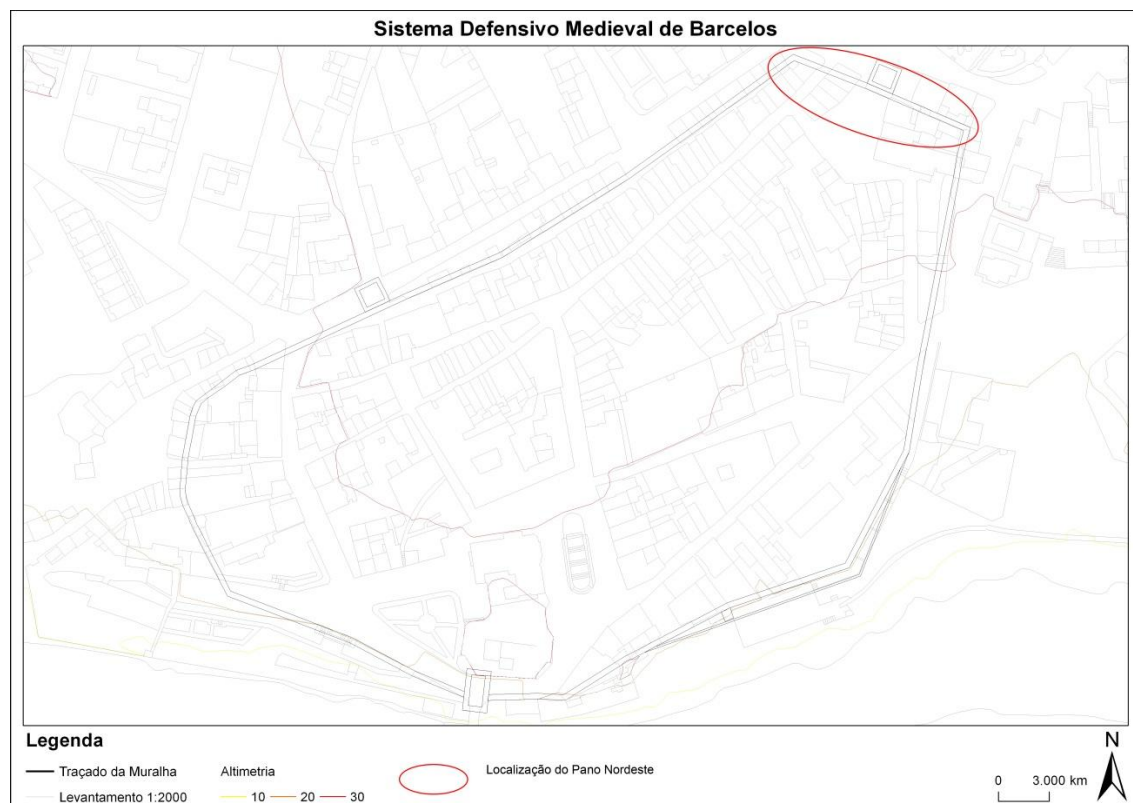 Sistema Defensivo Medieval de Barcelos
Legenda
Traçado da Muralha
Levantamento 1:2000
Altimetria
10 20 30
Localização do Pano Nordeste
N
0 3.000 km